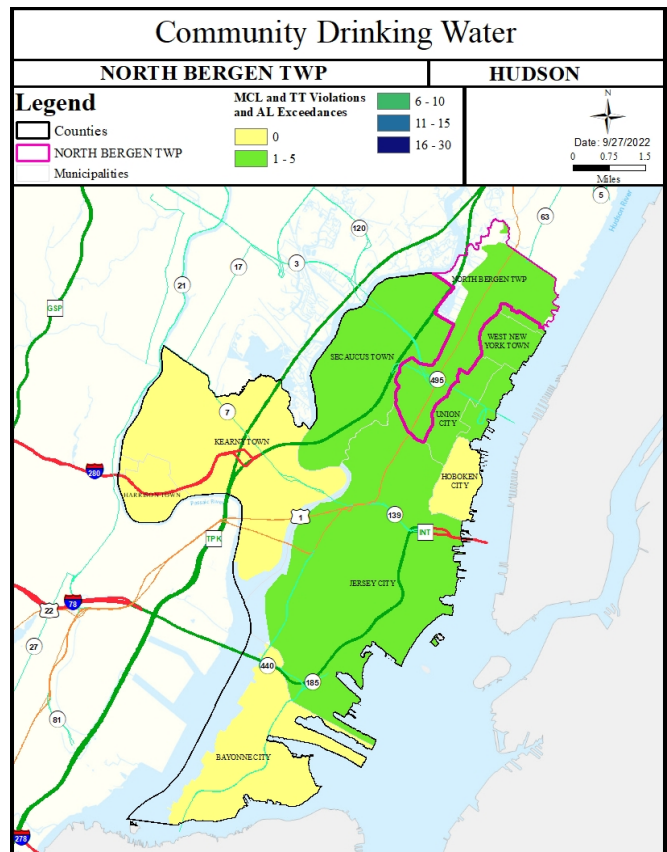 Community Drinking Water
NORTH BERGEN TWP
HUDSON
Legend
Counties
NORTH BERGEN TWP
Municipalities
MCL and TT Violations
and AL Exceedances
0
1 - 5
6 - 10
11 - 15
16 - 30
N
Date: 9/27/2022
0 0.75 1.5
Miles
5
63
Hudson River
120
3
17
21
GSP
NORTH BERGEN TWP
WEST NEW
YORK TOWN
SECAUCUS TOWN
495
7
UNION
CITY
KEARNY TOWN
280
HOBOKEN
CITY
HARRISON TOWN
1
139
INT
TPK
JERSEY CITY
78
22
27
440
185
81
BAYONNE CITY
278